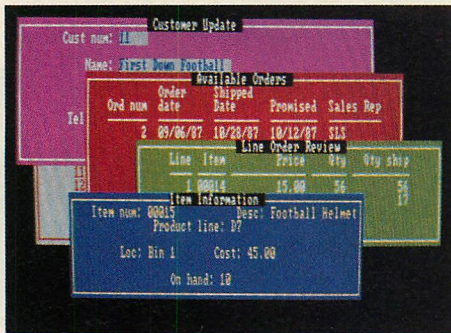 Customer Update
Cust num: 11
Name: First Down Football
Available Orders
Order Shipped
Ord num date Date Promised Sales Rep
Tel
2 09/06/87 10/28/87 10/12/87 SLS
Line Order Review
Line Item Price Qty Qty ship
11
12
1 00014 15.00 56 56
17
Item Information
Item num: 00015 Desc: Football Helmet
Product line: D7
Loc: Bin 1 Cost: 45.00
On hand: 10